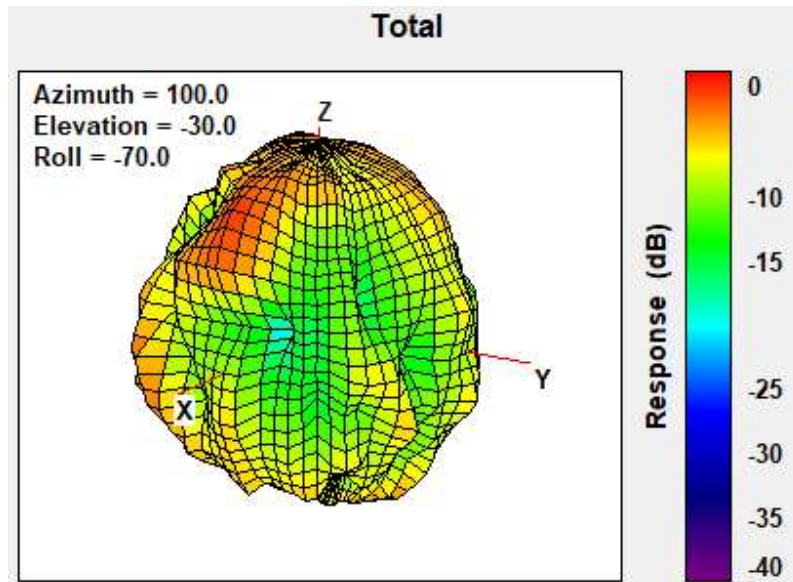 Total
Azimuth = 100.0
Elevation = -30.0
Roll = -70.0
Z
Y
X
Response (dB)
0
-10
-15
-25
-30
-35
-40